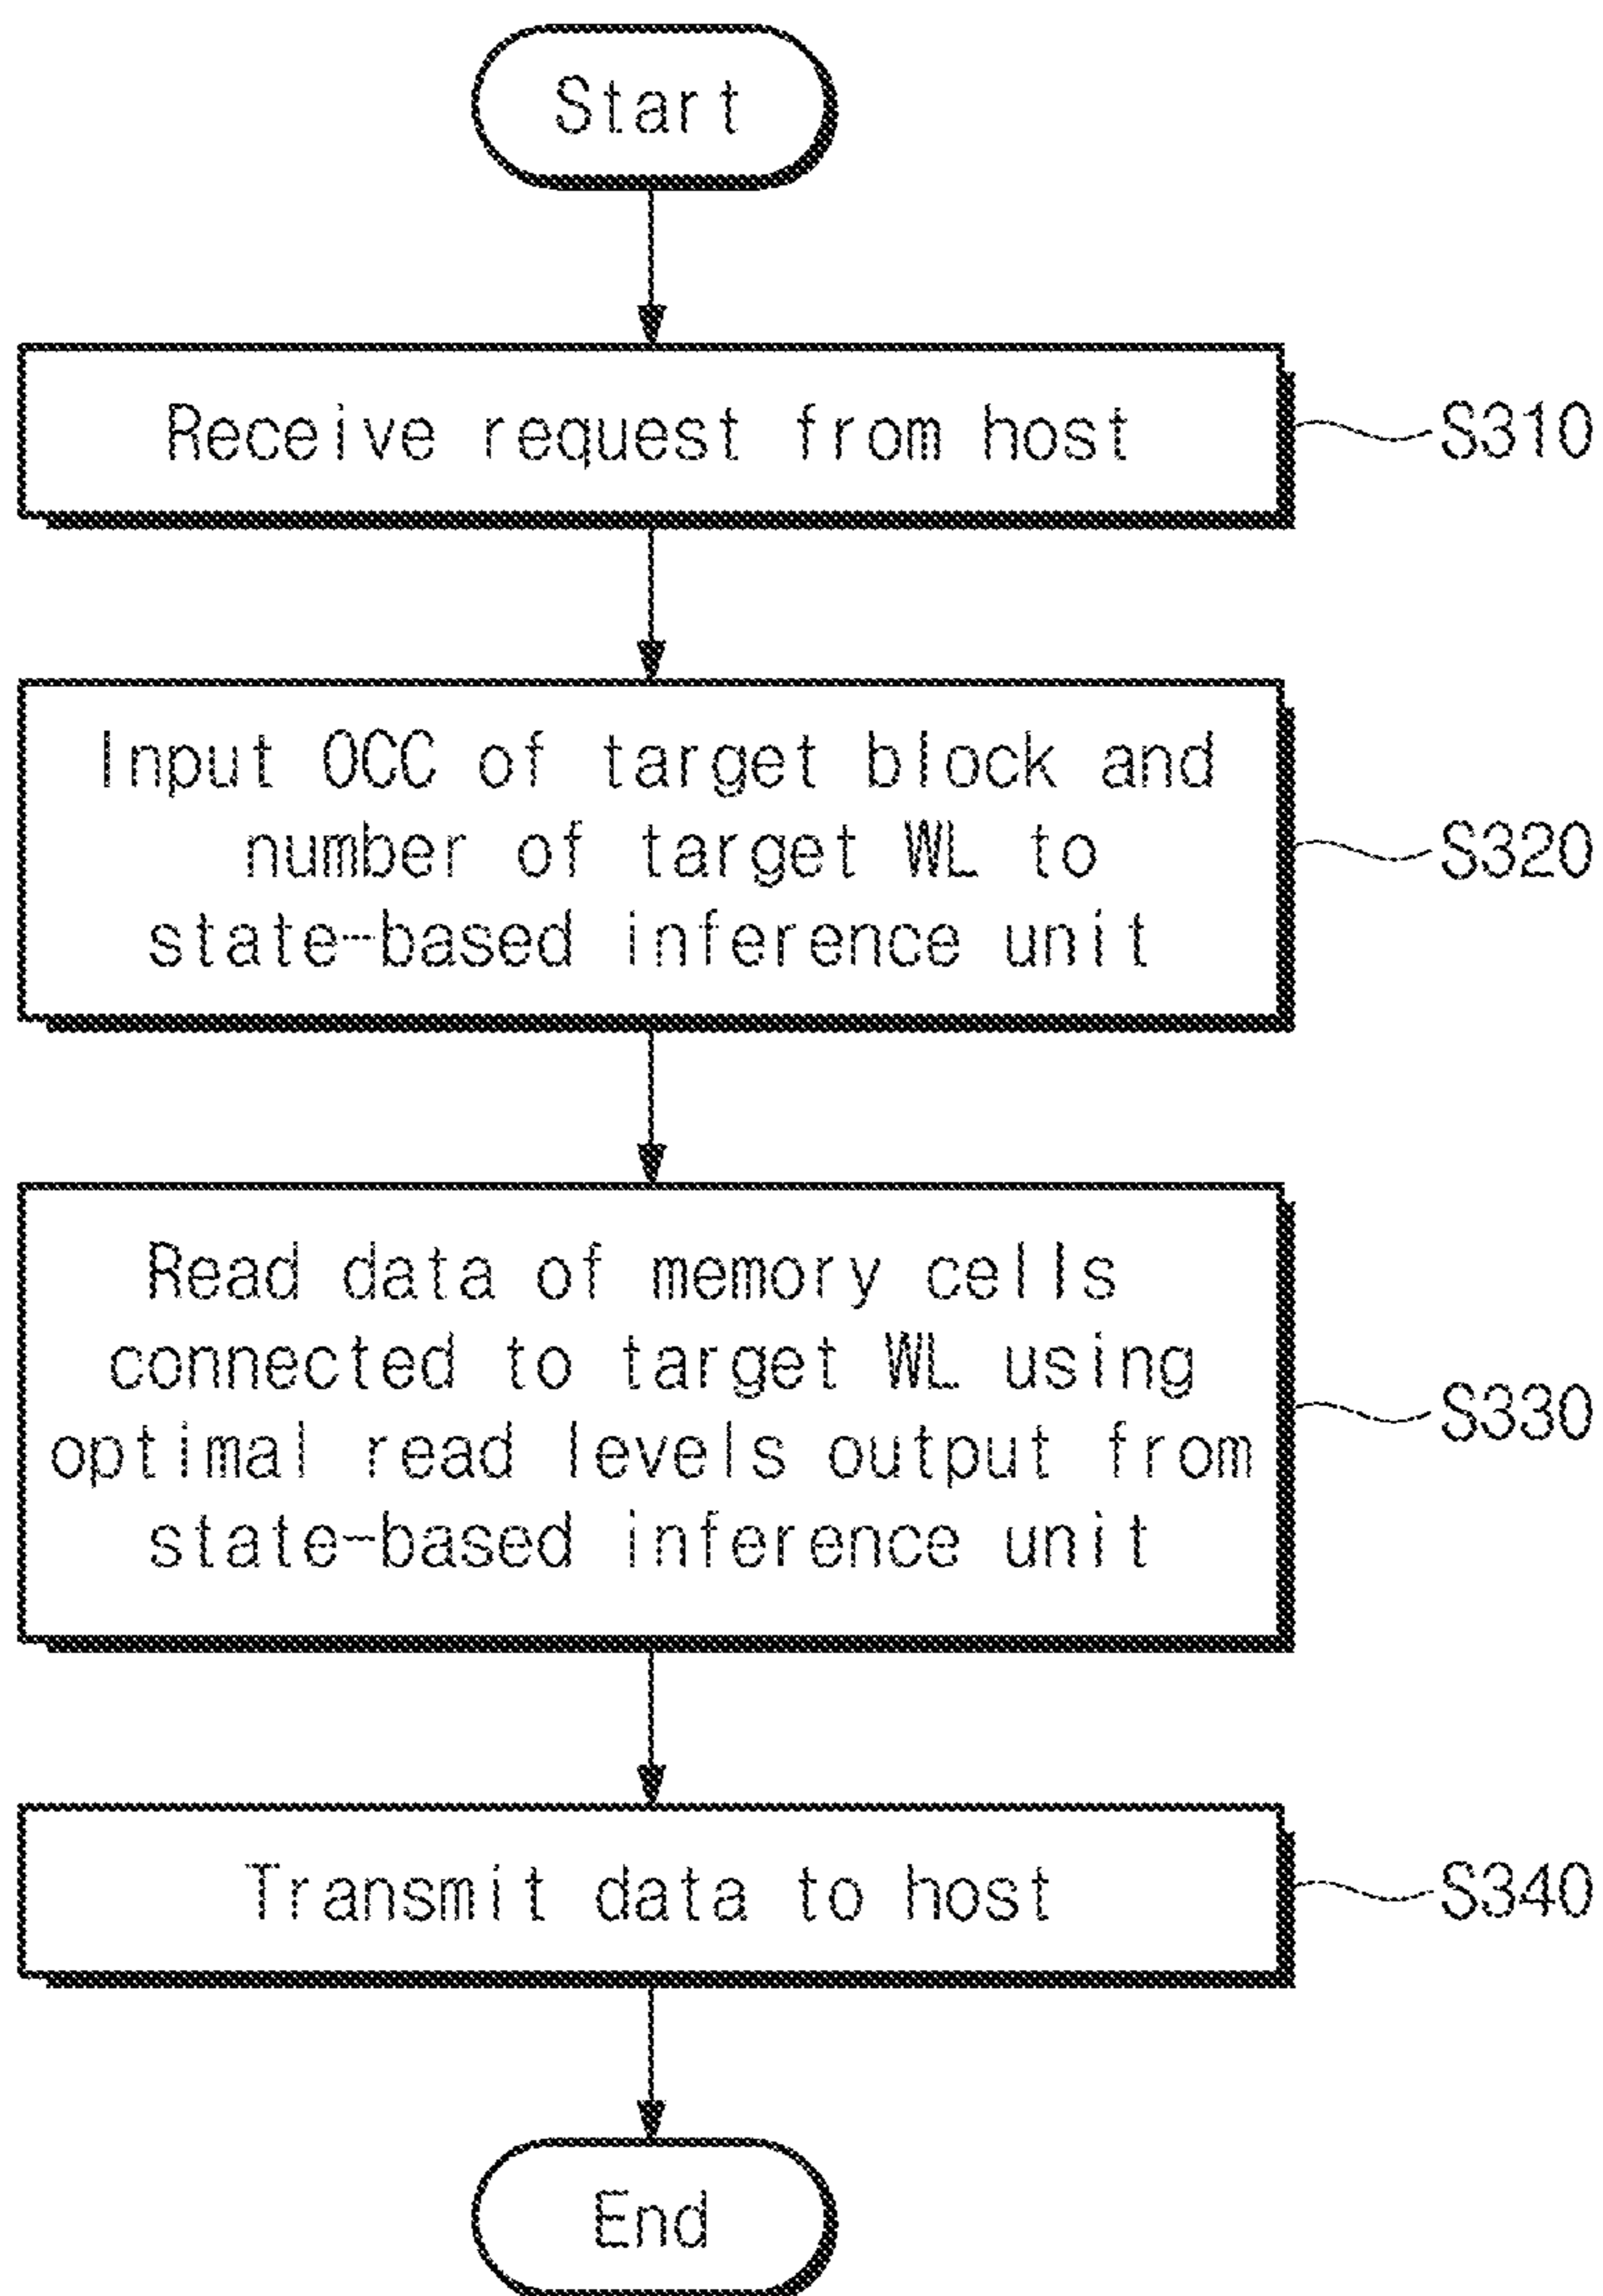 Start
Receive request from host
S310
Input OCC of target block and
number of target WL to
state-based inference unit
S320
Read data of memory cells
connected to target WL using
optimal read levels output from
state-based inference unit
S330
Transmit data to host
S340
End